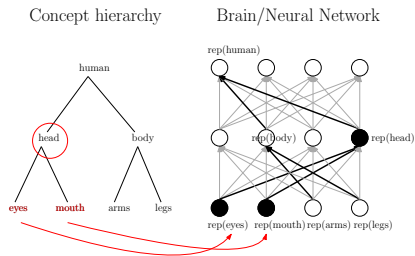 Concept hierarchy
Brain/Neural Network
rep(human)
human
head
body
rep(body)
rep(head)
eyes
mouth
arms
legs
rep(eyes)
rep(mouth)
rep(arms)
rep(legs)